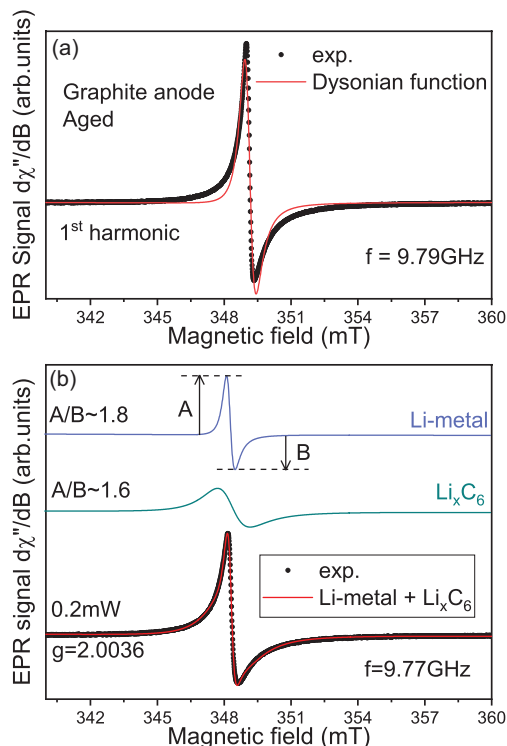 (a)
exp.
Dysonian function
Graphite anode
Aged
1st harmonic
f = 9.79GHz
EPR Signal dχ"/dB (arb.units)
342 345 348 351 354 357 360
Magnetic field (mT)
(b)
A/B~1.8
A
B
Li-metal
A/B~1.6
LixC6
exp.
Li-metal + LixC6
0.2mW
g=2.0036
f=9.77GHz
EPR signal dχ"/dB (arb.units)
342 345 348 351 354 357 360
Magnetic field (mT)